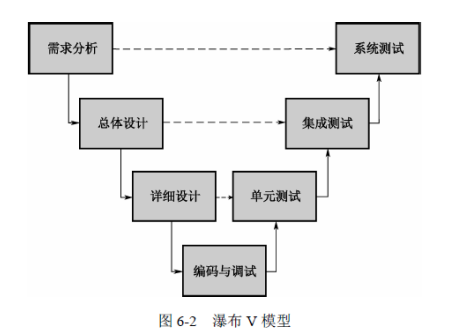 需求分析
系统测试
总体设计
集成测试
详细设计
单元测试
编码与调试
图 6-2 瀑布 V 模型